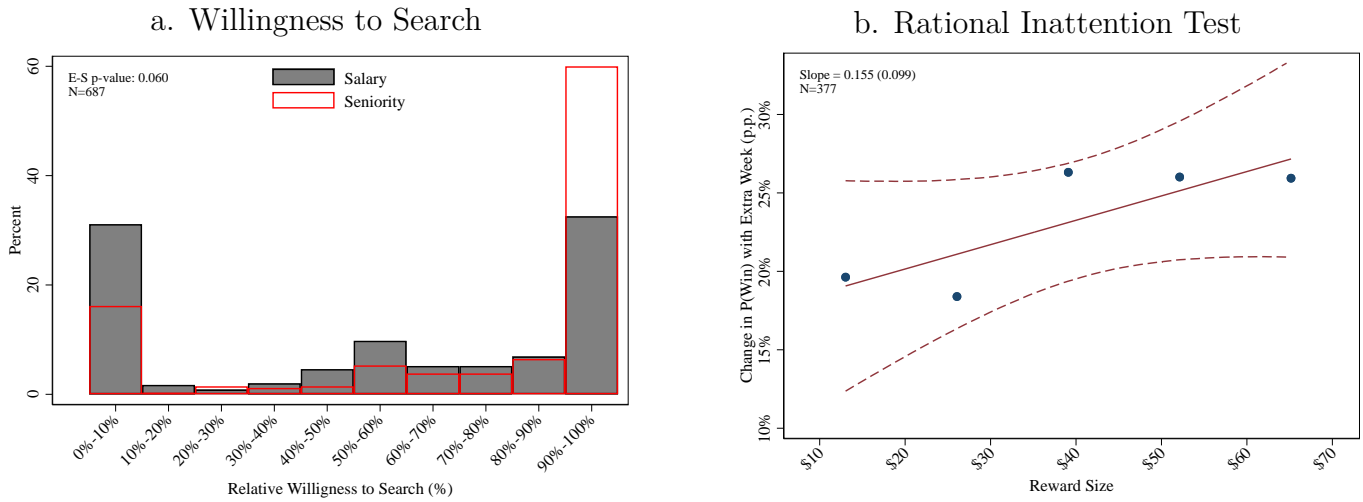 a. Willingness to Search
E-S p-value: 0.060
N=687
Salary
Seniority
Percent
60
40
20
0
0%-10%
10%-20%
20%-30%
30%-40%
40%-50%
50%-60%
60%-70%
70%-80%
80%-90%
90%-100%
Relative Willigness to Search (%)
b. Rational Inattention Test
Slope = 0.155 (0.099)
N=377
Change in P(Win) with Extra Week (p.p.)
30%
25%
20%
15%
10%
$10
$20
$30
$40
$50
$60
$70
Reward Size